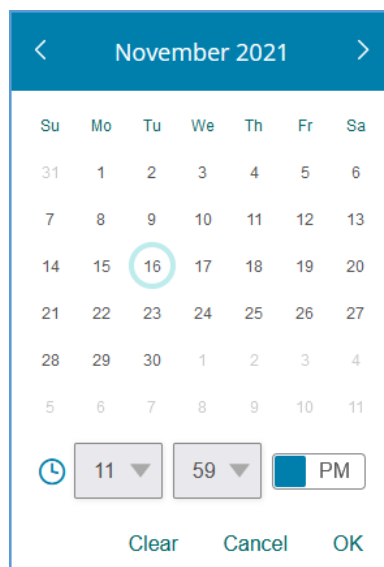 November 2021
Su Mo Tu We Th Fr Sa
31 1 2 3 4 5 6
7 8 9 10 11 12 13
14 15 16 17 18 19 20
21 22 23 24 25 26 27
28 29 30 1 2 3 4
5 6 7 8 9 10 11
11 59 PM
Clear Cancel OK